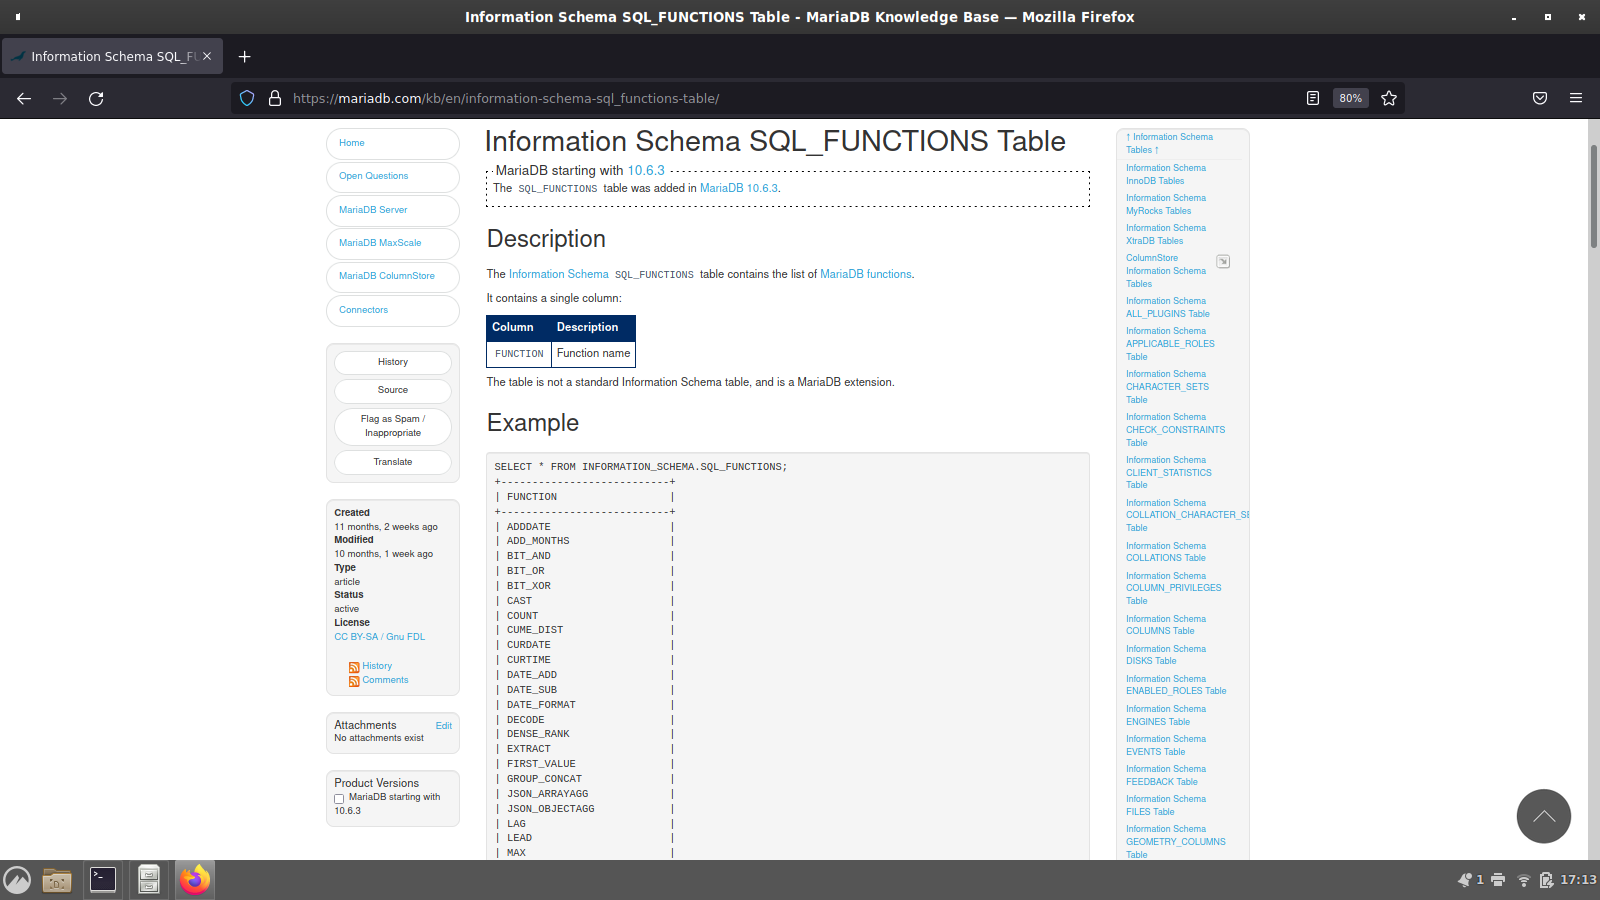 Information Schema SQL_FUNCTIONS Table - MariaDB Knowledge Base — Mozilla Firefox
Information Schema SQL_FU
https://mariadb.com/kb/en/information-schema-sql_functions-table/
80%
Home
Open Questions
MariaDB Server
MariaDB MaxScale
MariaDB ColumnStore
Connectors
History
Source
Flag as Spam /
Inappropriate
Translate
Created
11 months, 2 weeks ago
Modified
10 months, 1 week ago
Type
article
Status
active
License
CC BY-SA / Gnu FDL
History
Comments
Attachments Edit
No attachments exist
Product Versions
MariaDB starting with
10.6.3
Information Schema SQL_FUNCTIONS Table
MariaDB starting with 10.6.3
The SQL_FUNCTIONS table was added in MariaDB 10.6.3.
Description
The Information Schema SQL_FUNCTIONS table contains the list of MariaDB functions.
It contains a single column:
Column Description
FUNCTION Function name
The table is not a standard Information Schema table, and is a MariaDB extension.
Example
SELECT * FROM INFORMATION_SCHEMA.SQL_FUNCTIONS;
+---------------------------+
| FUNCTION                  |
+---------------------------+
| ADDDATE                   |
| ADD_MONTHS                |
| BIT_AND                   |
| BIT_OR                    |
| BIT_XOR                   |
| CAST                      |
| COUNT                     |
| CUME_DIST                 |
| CURDATE                   |
| CURTIME                   |
| DATE_ADD                  |
| DATE_SUB                  |
| DATE_FORMAT               |
| DECODE                    |
| DENSE_RANK                |
| EXTRACT                   |
| FIRST_VALUE               |
| GROUP_CONCAT              |
| JSON_ARRAYAGG             |
| JSON_OBJECTAGG            |
| LAG                       |
| LEAD                      |
| MAX                       |
↑ Information Schema
Tables ↑
Information Schema
InnoDB Tables
Information Schema
MyRocks Tables
Information Schema
XtraDB Tables
ColumnStore
Information Schema
Tables
Information Schema
ALL_PLUGINS Table
Information Schema
APPLICABLE_ROLES
Table
Information Schema
CHARACTER_SETS
Table
Information Schema
CHECK_CONSTRAINTS
Table
Information Schema
CLIENT_STATISTICS
Table
Information Schema
COLLATION_CHARACTER_SE
Table
Information Schema
COLLATIONS Table
Information Schema
COLUMN_PRIVILEGES
Table
Information Schema
COLUMNS Table
Information Schema
DISKS Table
Information Schema
ENABLED_ROLES Table
Information Schema
ENGINES Table
Information Schema
EVENTS Table
Information Schema
FEEDBACK Table
Information Schema
FILES Table
Information Schema
GEOMETRY_COLUMNS
Table
1
17:13